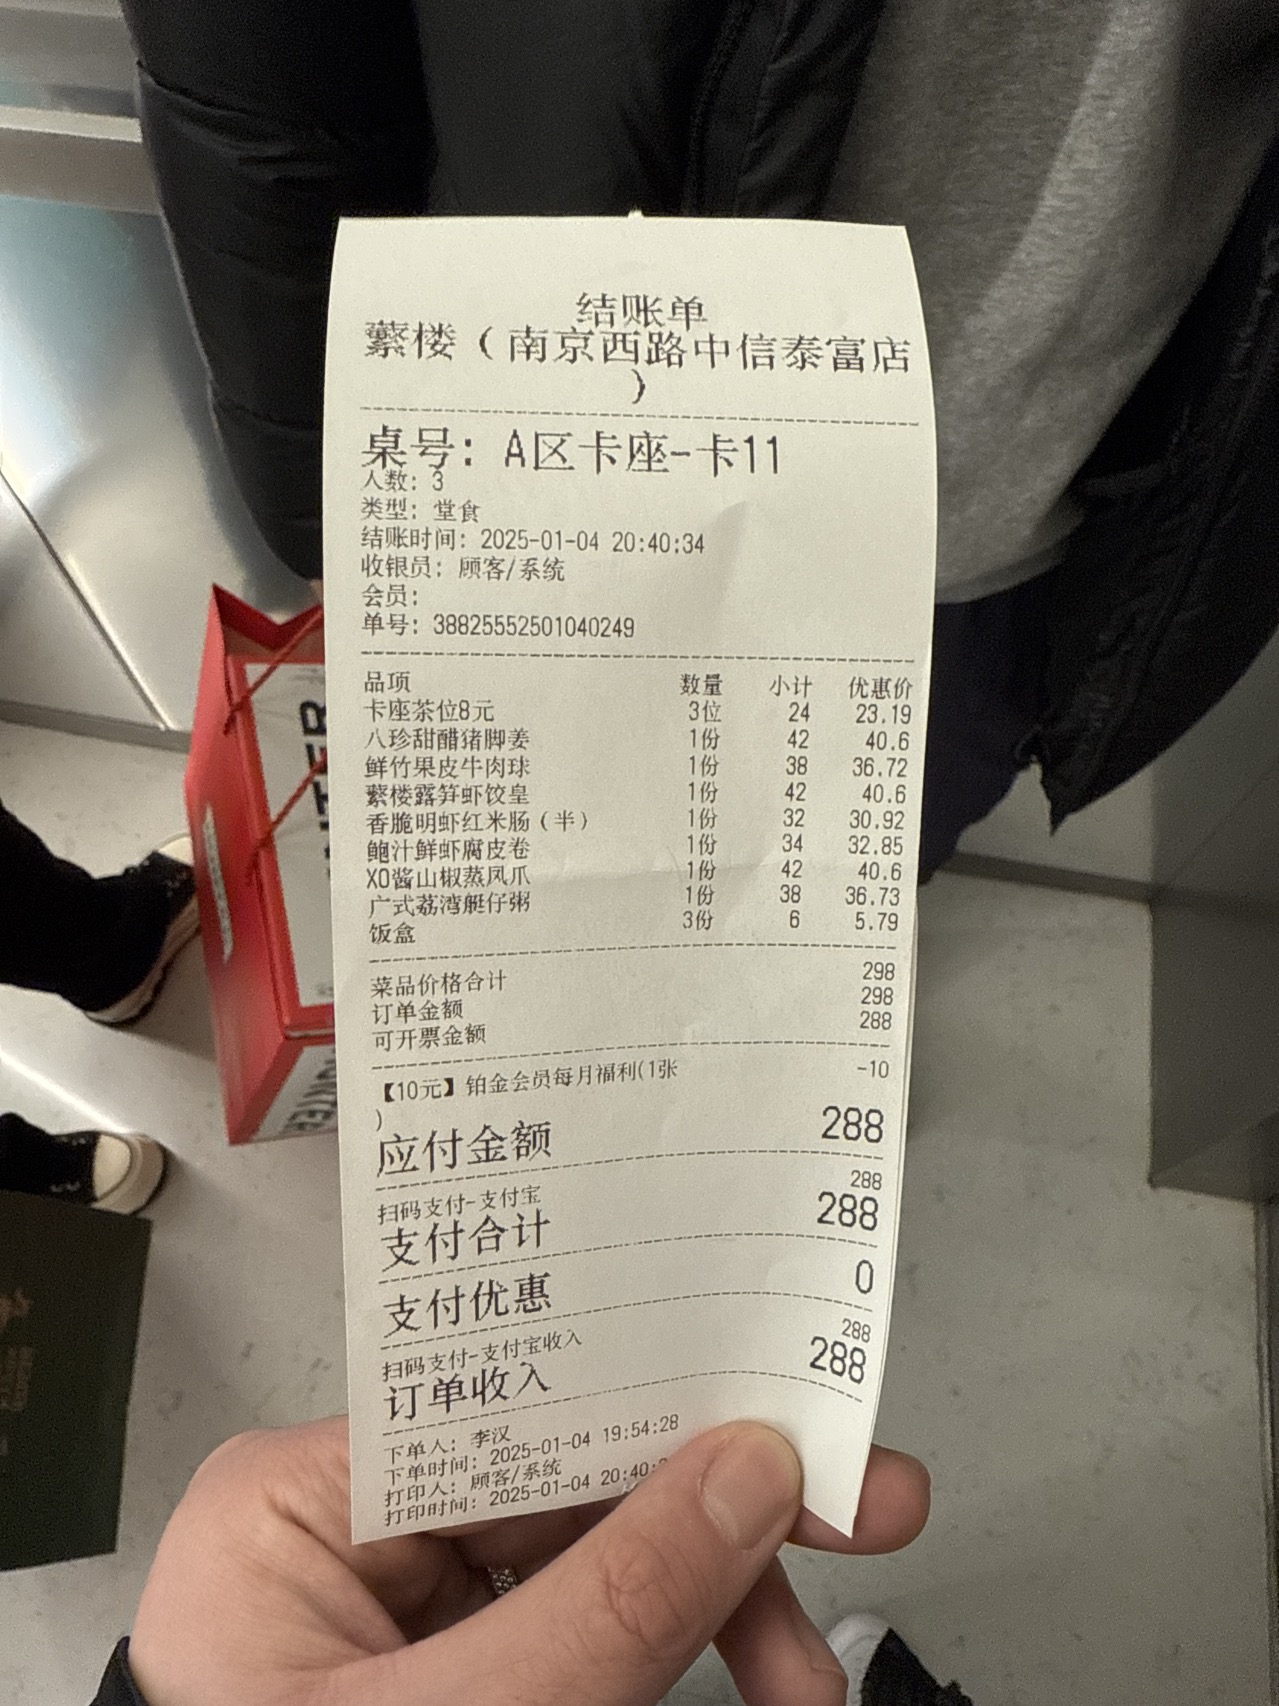 结账单
蘩楼（南京西路中信泰富店
）
桌号：A区卡座-卡11
人数：3
类型：堂食
结账时间：2025-01-04 20:40:34
收银员：顾客/系统
会员：
单号：38825552501040249
品项 数量 小计 优惠价
卡座茶位8元 3位 24 23.19
八珍甜醋猪脚姜 1份 42 40.6
鲜竹果皮牛肉球 1份 38 36.72
蘩楼露笋虾饺皇 1份 42 40.6
香脆明虾红米肠（半） 1份 32 30.92
鲍汁鲜虾腐皮卷 1份 34 32.85
XO酱山椒蒸凤爪 1份 42 40.6
广式荔湾艇仔粥 1份 38 36.73
饭盒 3份 6 5.79
菜品价格合计 298
订单金额 298
可开票金额 288
【10元】铂金会员每月福利(1张 -10
)
应付金额 288
扫码支付-支付宝 288
支付合计 288
支付优惠 0
扫码支付-支付宝收入 288
订单收入 288
下单人：李汉
下单时间：2025-01-04 19:54:28
打印人：顾客/系统
打印时间：2025-01-04 20:40: